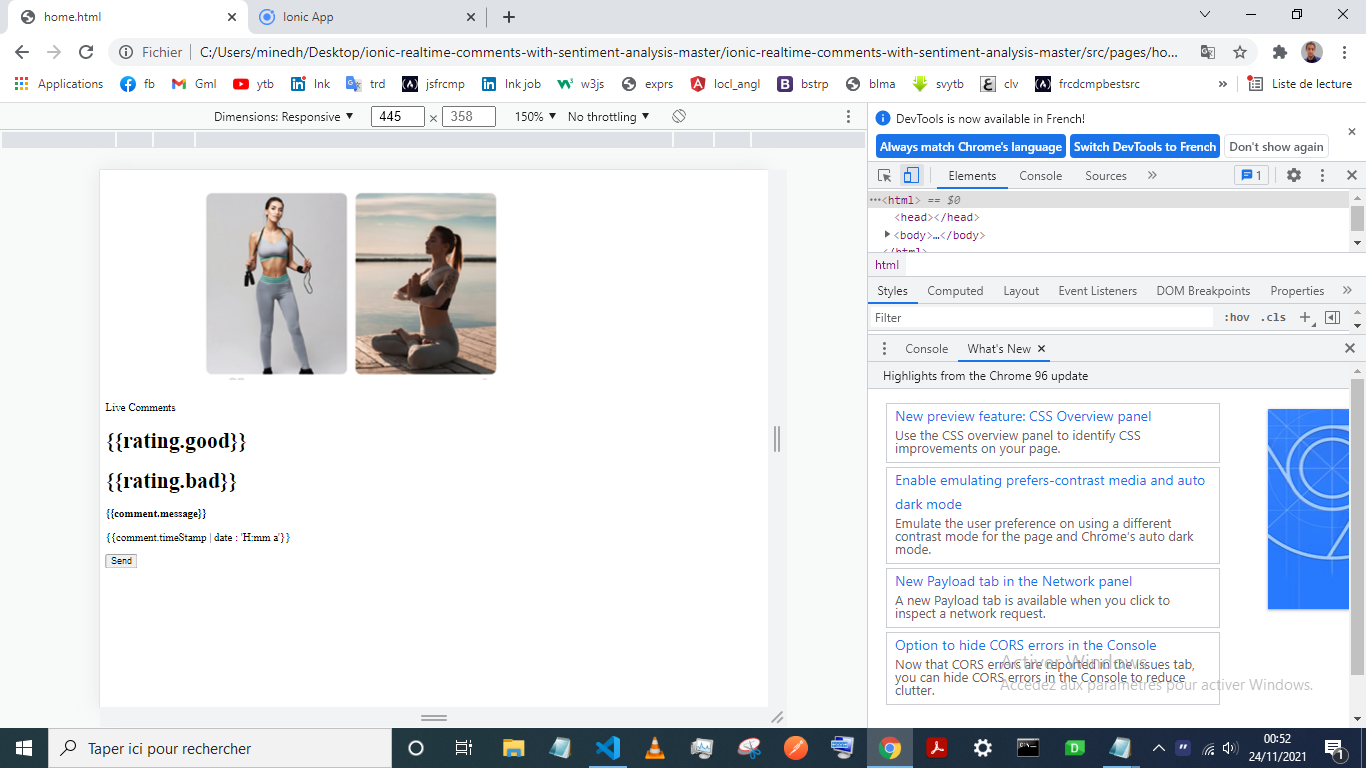 home.html
Ionic App
Fichier
C:/Users/minedh/Desktop/ionic-realtime-comments-with-sentiment-analysis-master/ionic-realtime-comments-with-sentiment-analysis-master/src/pages/ho...
Applications fb Gml ytb lnk trd jsfrcmp lnk job w3js exprs locl_angl bstrp blma svytb clv frcdcmpbestsrc » Liste de lecture
Dimensions: Responsive 445 × 358 150% No throttling
Live Comments
{{rating.good}}
{{rating.bad}}
{{comment.message}}
{{comment.timeStamp | date : 'H:mm a'}}
Send
DevTools is now available in French!
Always match Chrome's language Switch DevTools to French Don't show again
Elements Console Sources » 1
···<html> == $0
<head></head>
<body>…</body>
</html>
html
Styles Computed Layout Event Listeners DOM Breakpoints Properties »
Filter :hov .cls +
Console What's New
Highlights from the Chrome 96 update
New preview feature: CSS Overview panel
Use the CSS overview panel to identify CSS
improvements on your page.
Enable emulating prefers-contrast media and auto
dark mode
Emulate the user preference on using a different
contrast mode for the page and Chrome's auto dark
mode.
New Payload tab in the Network panel
A new Payload tab is available when you click to
inspect a network request.
Option to hide CORS errors in the Console
Now that CORS errors are reported in the Issues tab,
you can hide CORS errors in the Console to reduce
clutter.
Activer Windows
Accédez aux paramètres pour activer Windows.
Taper ici pour rechercher
00:52
24/11/2021
1